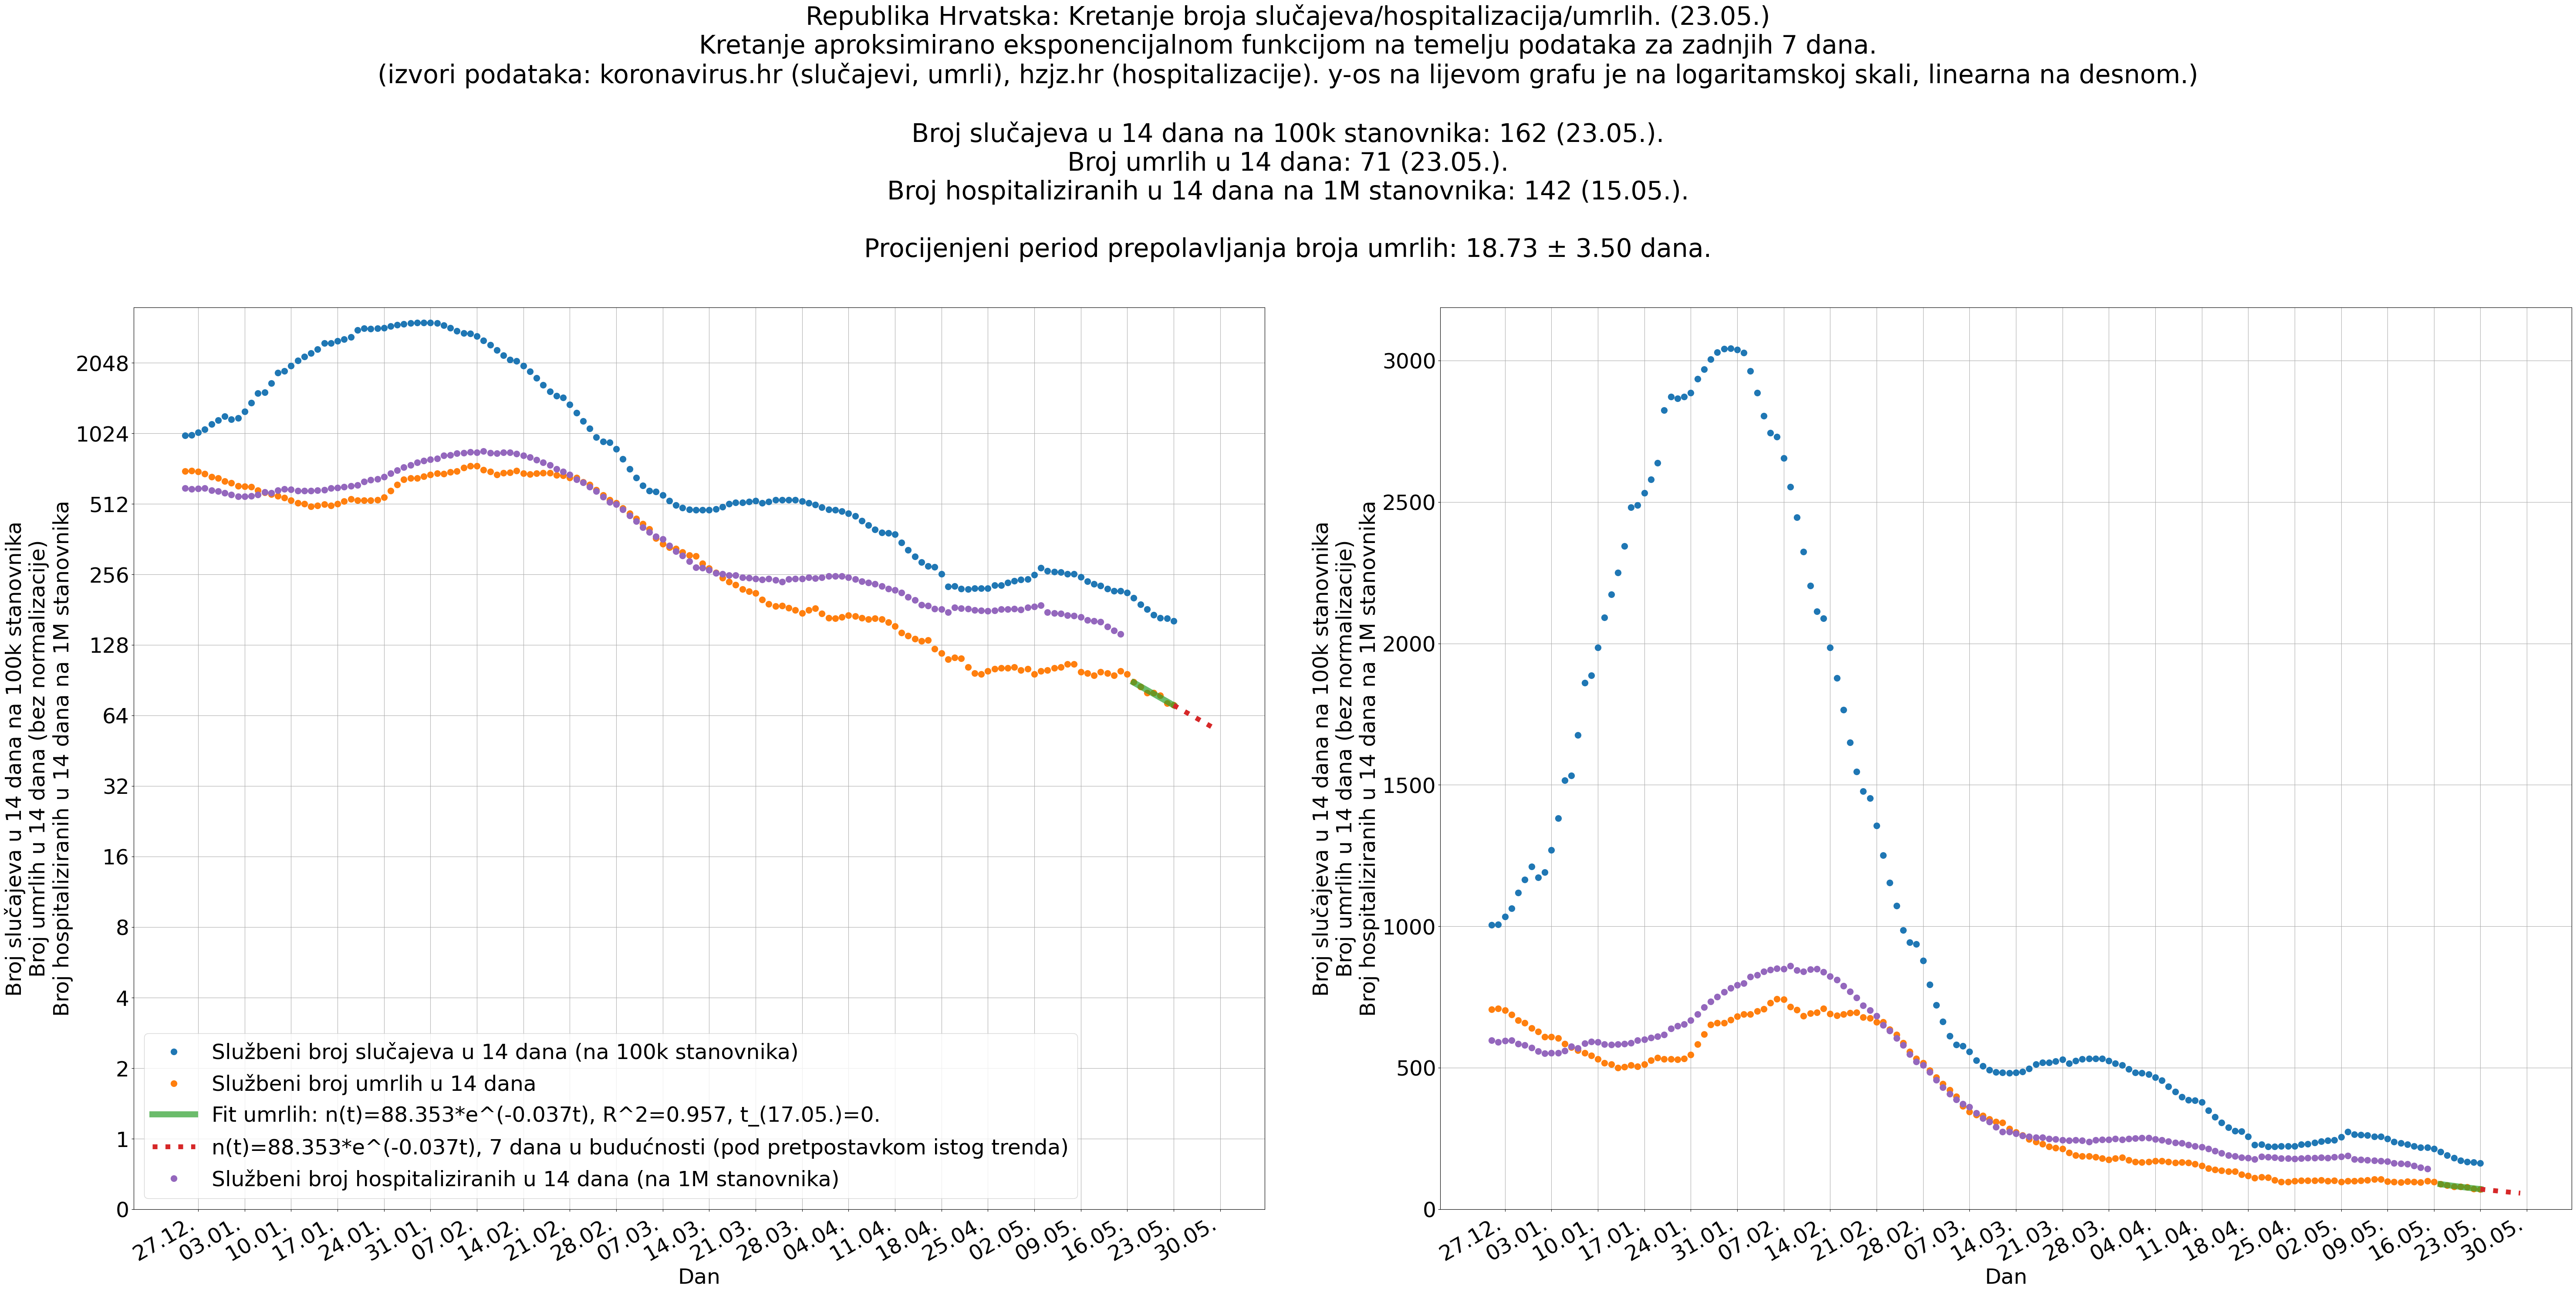 Republika Hrvatska: Kretanje broja slučajeva/hospitalizacija/umrlih. (23.05.)
Kretanje aproksimirano eksponencijalnom funkcijom na temelju podataka za zadnjih 7 dana.
(izvori podataka: koronavirus.hr (slučajevi, umrli), hzjz.hr (hospitalizacije). y-os na lijevom grafu je na logaritamskoj skali, linearna na desnom.)
Broj slučajeva u 14 dana na 100k stanovnika: 162 (23.05.).
Broj umrlih u 14 dana: 71 (23.05.).
Broj hospitaliziranih u 14 dana na 1M stanovnika: 142 (15.05.).
Procijenjeni period prepolavljanja broja umrlih: 18.73 ± 3.50 dana.
Broj slučajeva u 14 dana na 100k stanovnika
Broj umrlih u 14 dana (bez normalizacije)
Broj hospitaliziranih u 14 dana na 1M stanovnika
2048
1024
512
256
128
64
32
16
8
4
2
1
0
Službeni broj slučajeva u 14 dana (na 100k stanovnika)
Službeni broj umrlih u 14 dana
Fit umrlih: n(t)=88.353*e^(-0.037t), R^2=0.957, t_(17.05.)=0.
n(t)=88.353*e^(-0.037t), 7 dana u budućnosti (pod pretpostavkom istog trenda)
Službeni broj hospitaliziranih u 14 dana (na 1M stanovnika)
27.12. 03.01. 10.01. 17.01. 24.01. 31.01. 07.02. 14.02. 21.02. 28.02. 07.03. 14.03. 21.03. 28.03. 04.04. 11.04. 18.04. 25.04. 02.05. 09.05. 16.05. 23.05. 30.05.
Dan
Broj slučajeva u 14 dana na 100k stanovnika
Broj umrlih u 14 dana (bez normalizacije)
Broj hospitaliziranih u 14 dana na 1M stanovnika
3000
2500
2000
1500
1000
500
0
27.12. 03.01. 10.01. 17.01. 24.01. 31.01. 07.02. 14.02. 21.02. 28.02. 07.03. 14.03. 21.03. 28.03. 04.04. 11.04. 18.04. 25.04. 02.05. 09.05. 16.05. 23.05. 30.05.
Dan